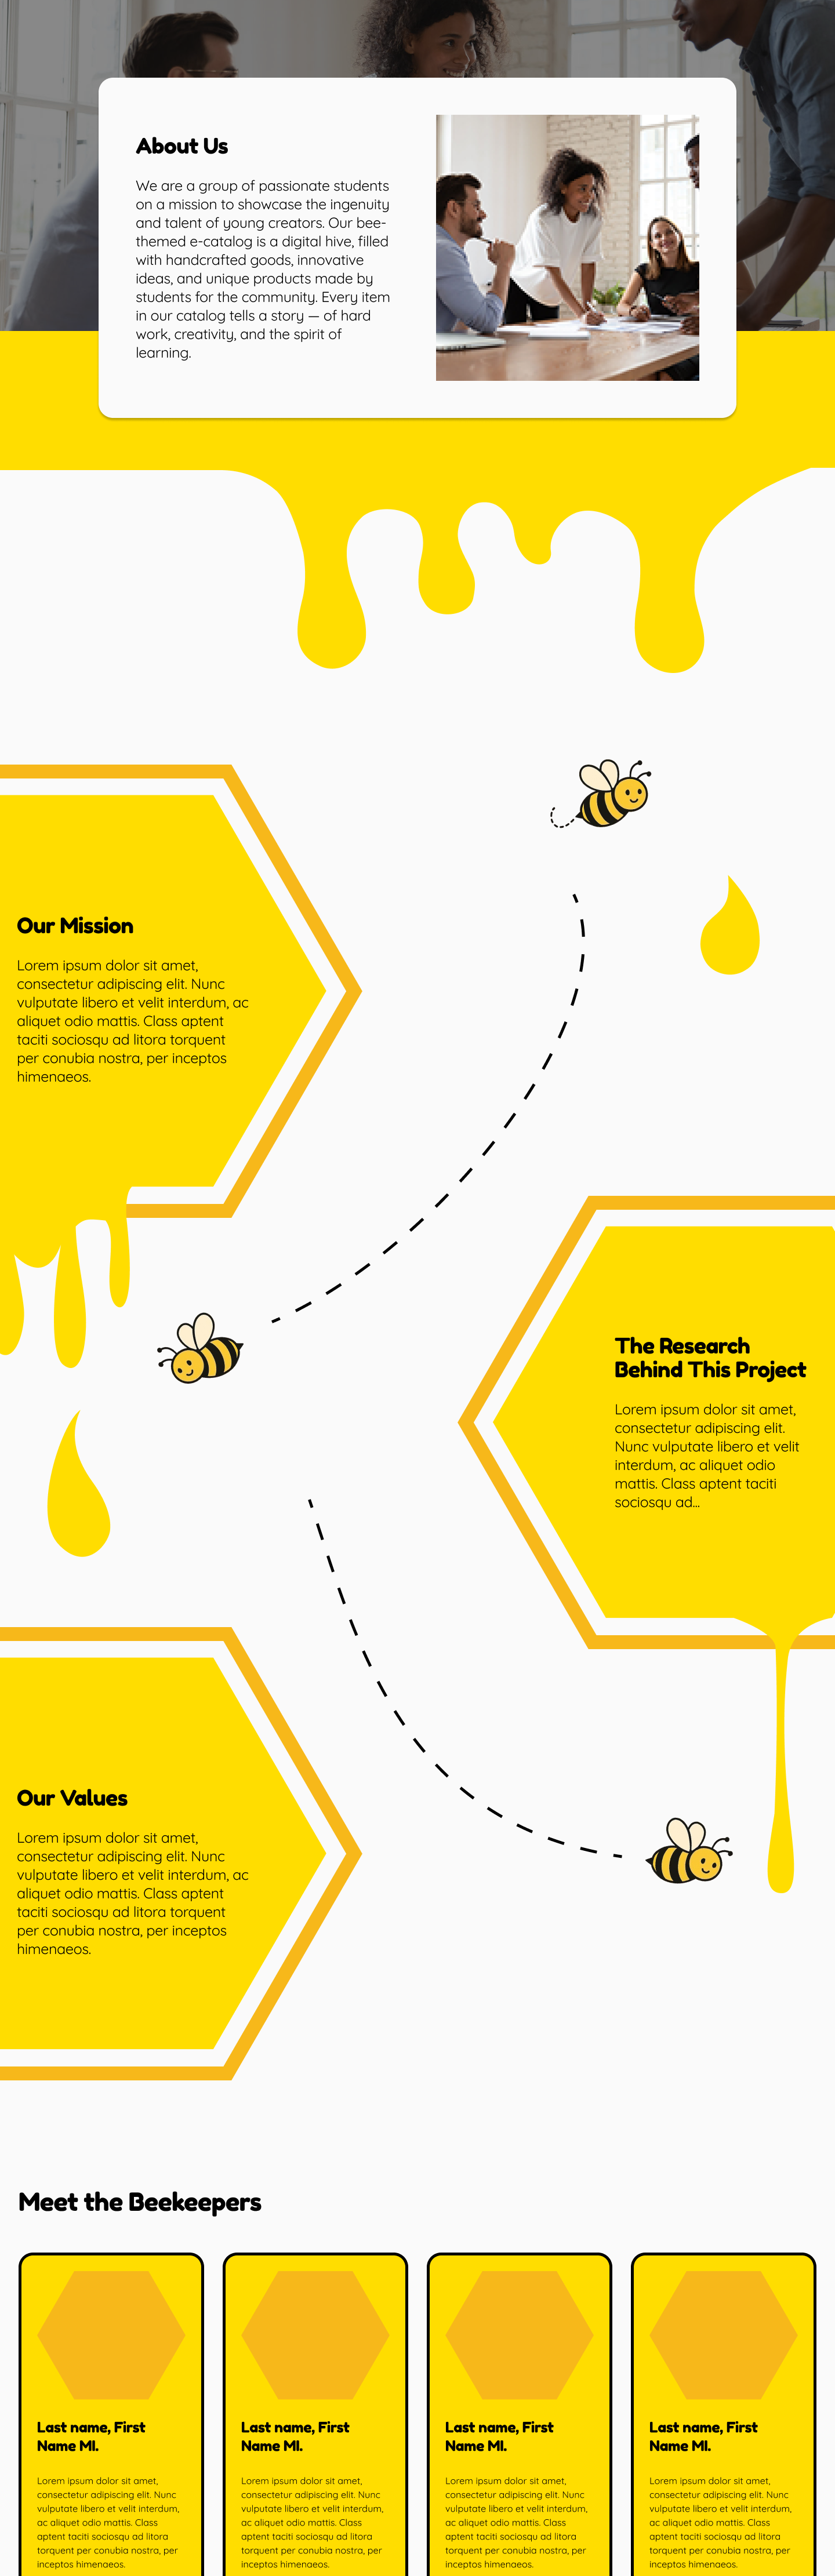 About Us
We are a group of passionate students
on a mission to showcase the ingenuity
and talent of young creators. Our bee-
themed e-catalog is a digital hive, filled
with handcrafted goods, innovative
ideas, and unique products made by
students for the community. Every item
in our catalog tells a story — of hard
work, creativity, and the spirit of
learning.
Our Mission
Lorem ipsum dolor sit amet,
consectetur adipiscing elit. Nunc
vulputate libero et velit interdum, ac
aliquet odio mattis. Class aptent
taciti sociosqu ad litora torquent
per conubia nostra, per inceptos
himenaeos.
The Research
Behind This Project
Lorem ipsum dolor sit amet,
consectetur adipiscing elit.
Nunc vulputate libero et velit
interdum, ac aliquet odio
mattis. Class aptent taciti
sociosqu ad...
Our Values
Lorem ipsum dolor sit amet,
consectetur adipiscing elit. Nunc
vulputate libero et velit interdum, ac
aliquet odio mattis. Class aptent
taciti sociosqu ad litora torquent
per conubia nostra, per inceptos
himenaeos.
Meet the Beekeepers
Last name, First
Name MI.
Lorem ipsum dolor sit amet,
consectetur adipiscing elit. Nunc
vulputate libero et velit interdum,
ac aliquet odio mattis. Class
aptent taciti sociosqu ad litora
torquent per conubia nostra, per
inceptos himenaeos.
Last name, First
Name MI.
Lorem ipsum dolor sit amet,
consectetur adipiscing elit. Nunc
vulputate libero et velit interdum,
ac aliquet odio mattis. Class
aptent taciti sociosqu ad litora
torquent per conubia nostra, per
inceptos himenaeos.
Last name, First
Name MI.
Lorem ipsum dolor sit amet,
consectetur adipiscing elit. Nunc
vulputate libero et velit interdum,
ac aliquet odio mattis. Class
aptent taciti sociosqu ad litora
torquent per conubia nostra, per
inceptos himenaeos.
Last name, First
Name MI.
Lorem ipsum dolor sit amet,
consectetur adipiscing elit. Nunc
vulputate libero et velit interdum,
ac aliquet odio mattis. Class
aptent taciti sociosqu ad litora
torquent per conubia nostra, per
inceptos himenaeos.